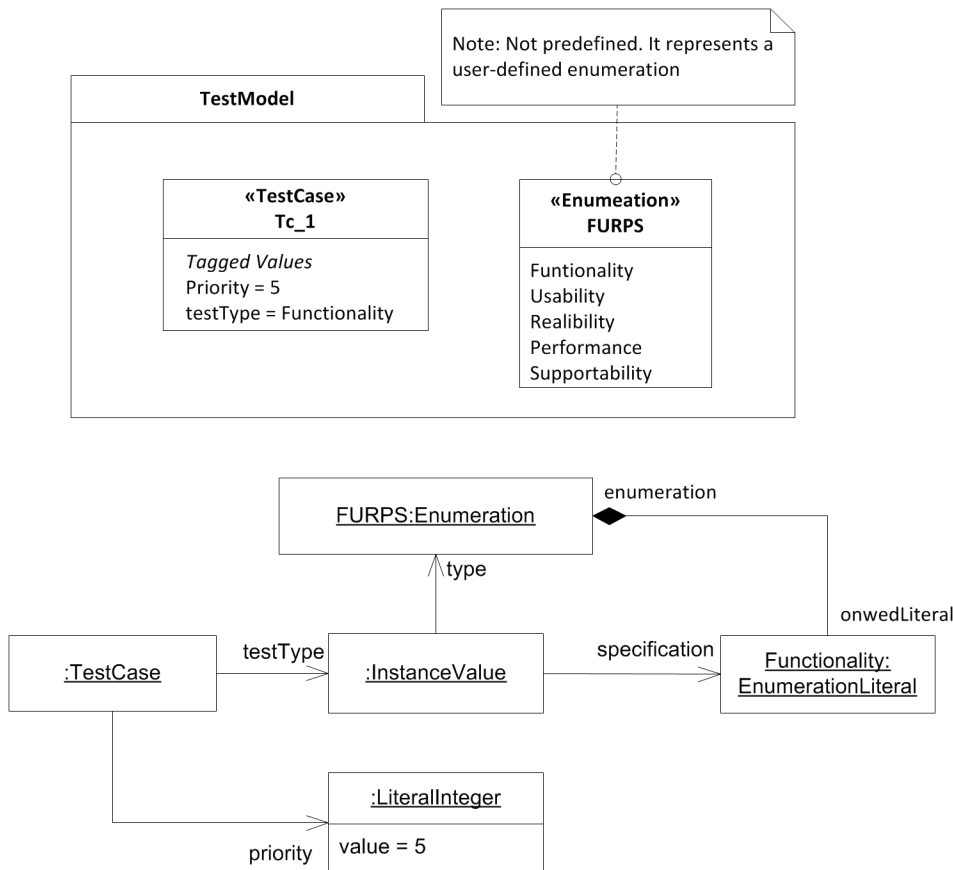 Note: Not predefined. It represents a
user-defined enumeration
TestModel
«TestCase»
Tc_1
Tagged Values
Priority = 5
testType = Functionality
«Enumeation»
FURPS
Funtionality
Usability
Realibility
Performance
Supportability
FURPS:Enumeration
enumeration
type
onwedLiteral
:TestCase
testType
:InstanceValue
specification
Functionality:
EnumerationLiteral
:LiteralInteger
priority
value = 5